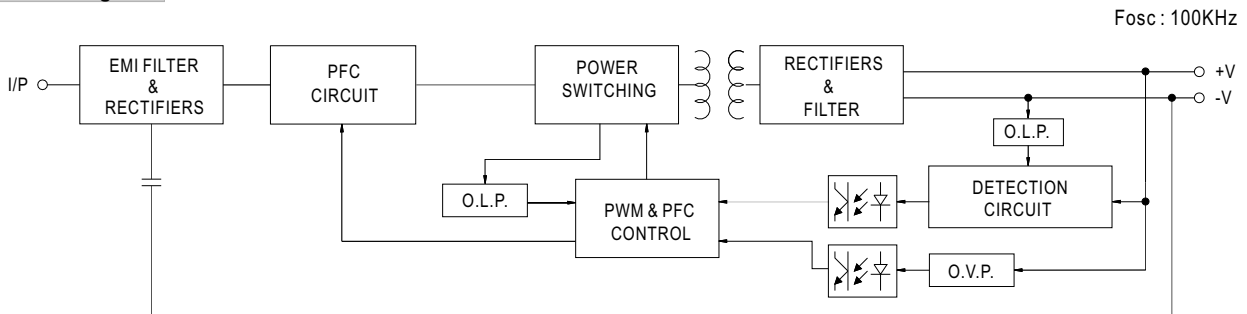 Fosc : 100KHz
I/P
EMI FILTER
&
RECTIFIERS
PFC
CIRCUIT
POWER
SWITCHING
RECTIFIERS
&
FILTER
+V
-V
O.L.P.
O.L.P.
PWM & PFC
CONTROL
DETECTION
CIRCUIT
O.V.P.